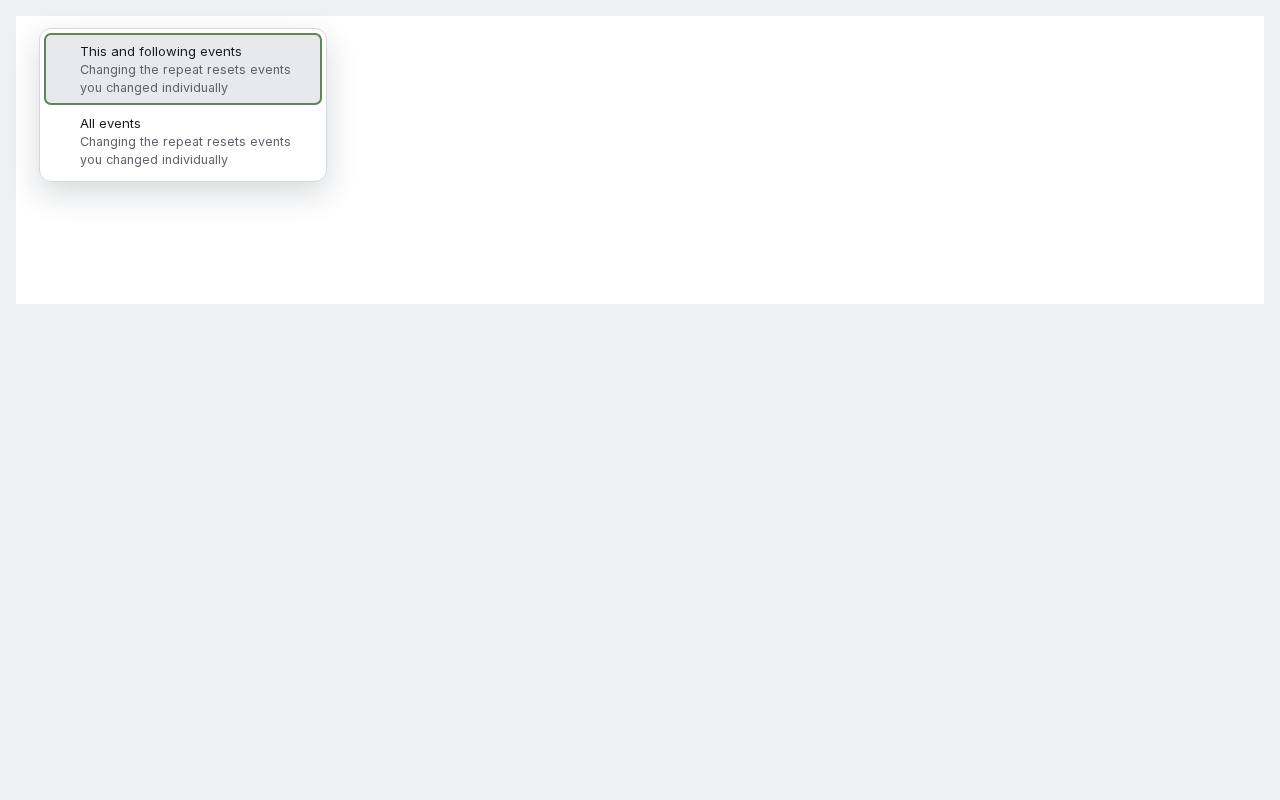 This and following events
Changing the repeat resets events
you changed individually
All events
Changing the repeat resets events
you changed individually